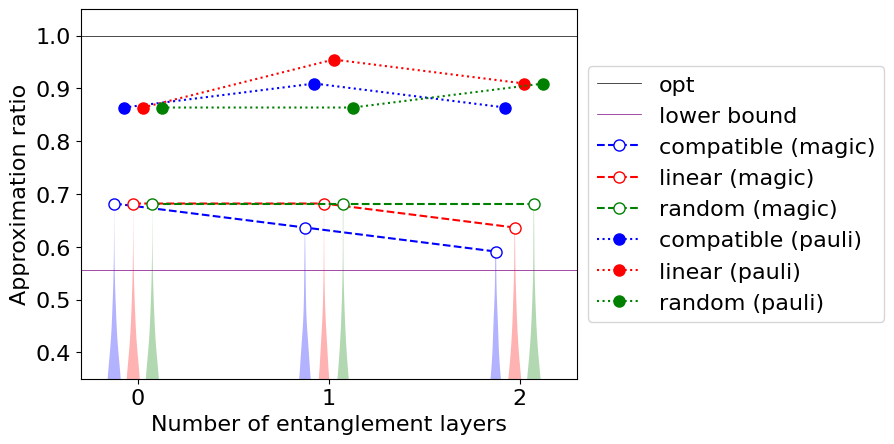 1.0
0.9
0.8
0.7
0.6
0.5
0.4
Approximation ratio
0 1 2
Number of entanglement layers
opt
lower bound
compatible (magic)
linear (magic)
random (magic)
compatible (pauli)
linear (pauli)
random (pauli)